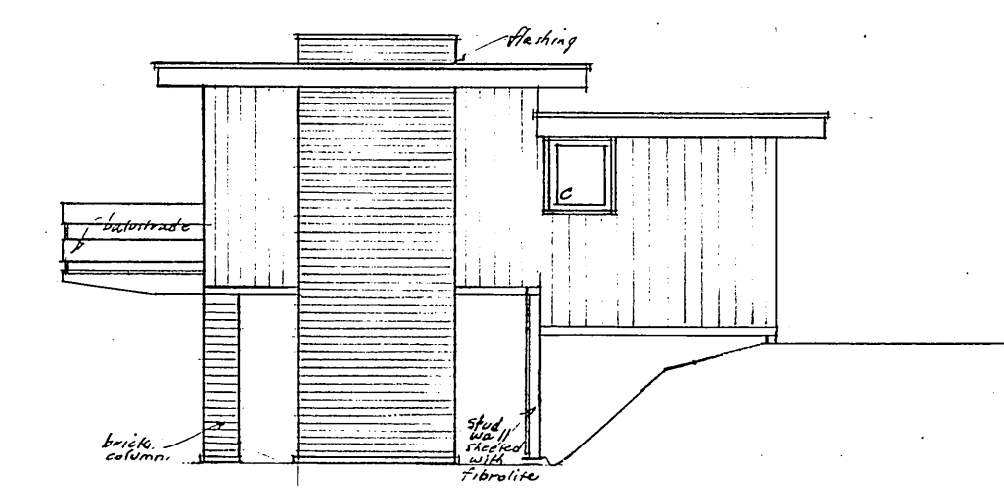 flashing
C
balustrade
brick
column.
stud
wall
sheeted
with
fibrolite